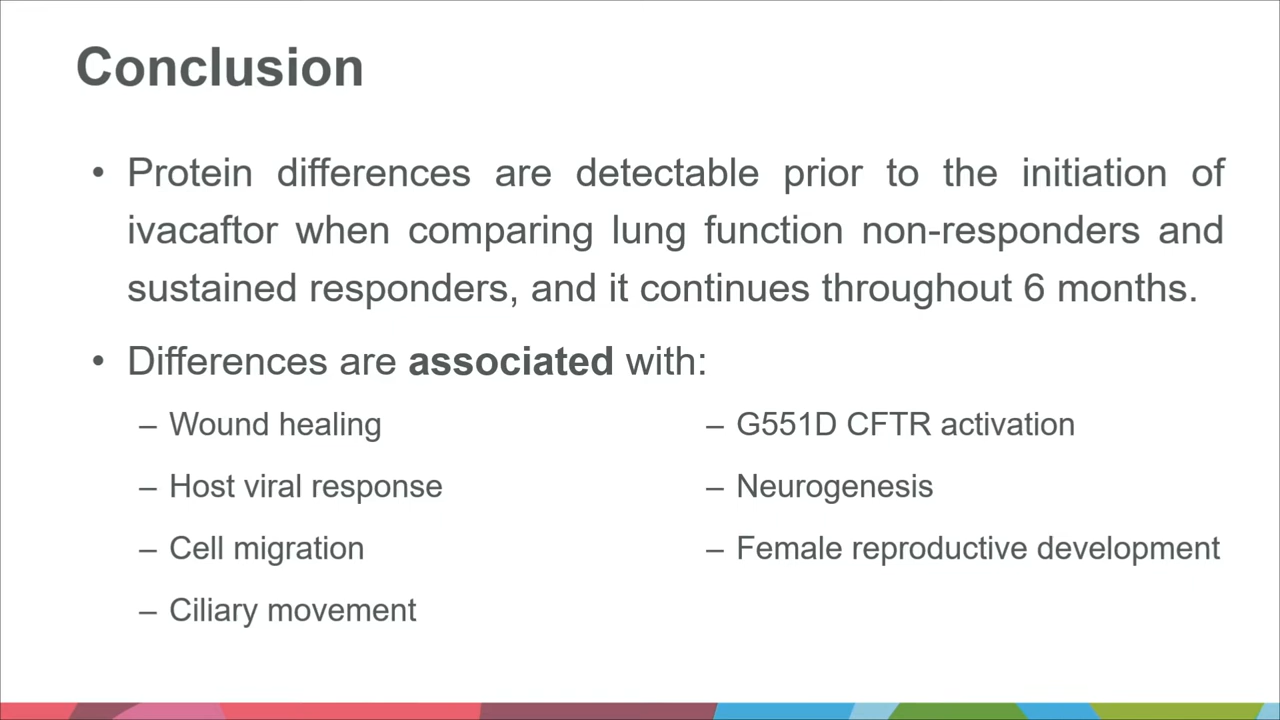 Conclusion
• Protein differences are detectable prior to the initiation of
ivacaftor when comparing lung function non-responders and
sustained responders, and it continues throughout 6 months.
• Differences are associated with:
– Wound healing
– Host viral response
– Cell migration
– Ciliary movement
– G551D CFTR activation
– Neurogenesis
– Female reproductive development